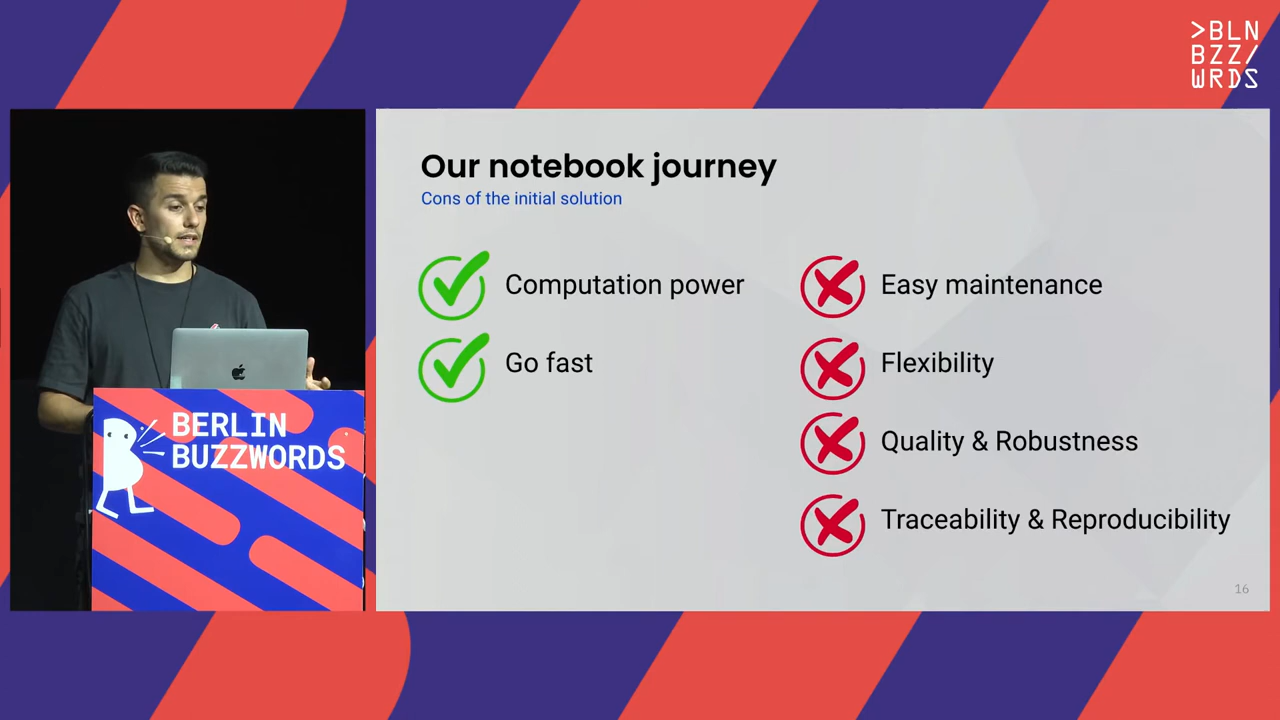 >BLN
BZZ/
WRDS
Our notebook journey
Cons of the initial solution
Computation power
Go fast
Easy maintenance
Flexibility
Quality & Robustness
Traceability & Reproducibility
16
BERLIN
BUZZWORDS